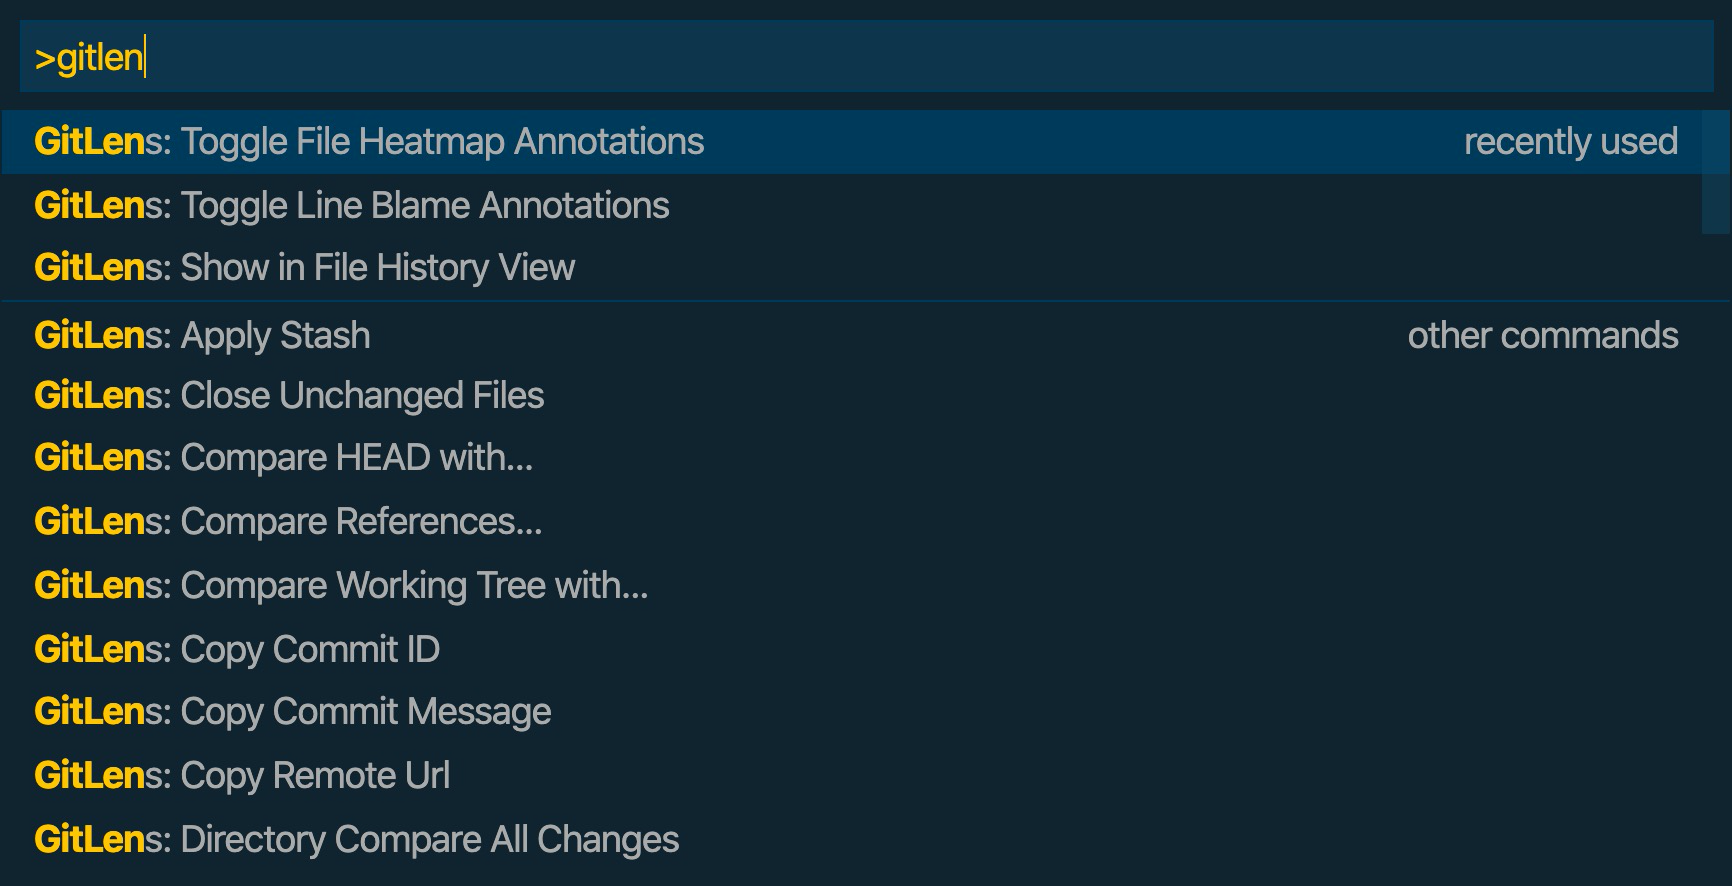 >gitlen
GitLens: Toggle File Heatmap Annotations recently used
GitLens: Toggle Line Blame Annotations
GitLens: Show in File History View
GitLens: Apply Stash other commands
GitLens: Close Unchanged Files
GitLens: Compare HEAD with...
GitLens: Compare References...
GitLens: Compare Working Tree with...
GitLens: Copy Commit ID
GitLens: Copy Commit Message
GitLens: Copy Remote Url
GitLens: Directory Compare All Changes